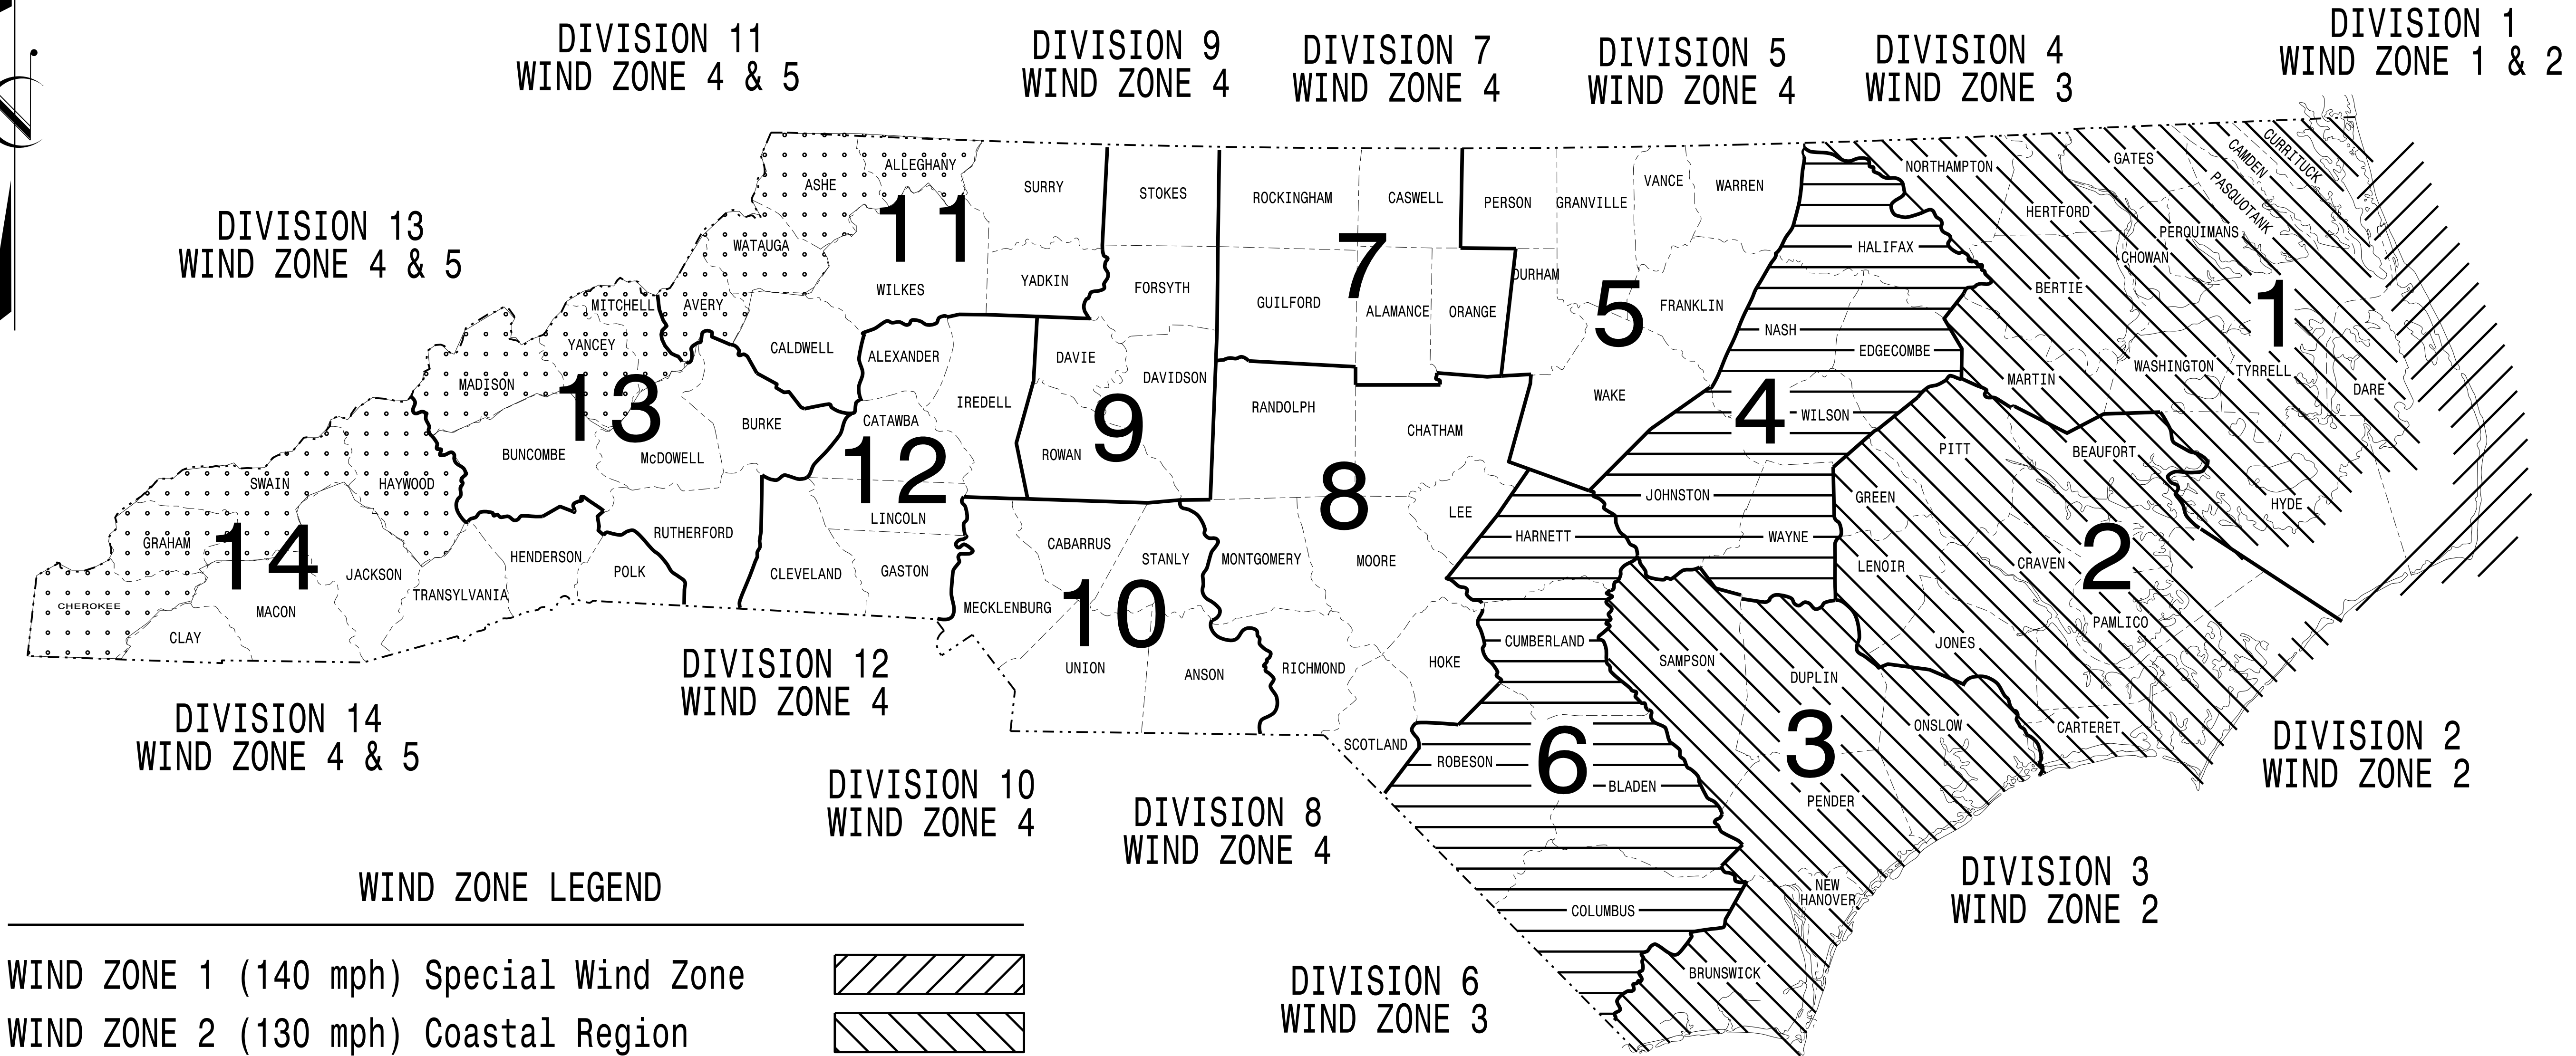 DIVISION 1
WIND ZONE 1 & 2
DIVISION 11
WIND ZONE 4 & 5
DIVISION 9
WIND ZONE 4
DIVISION 7
WIND ZONE 4
DIVISION 5
WIND ZONE 4
DIVISION 4
WIND ZONE 3
DIVISION 13
WIND ZONE 4 & 5
ALLEGHANY
ASHE
SURRY
STOKES
ROCKINGHAM
CASWELL
PERSON
GRANVILLE
VANCE
WARREN
NORTHAMPTON
GATES
CAMDEN
CURRITUCK
PASQUOTANK
HERTFORD
PERQUIMANS
CHOWAN
11
7
WATAUGA
WILKES
YADKIN
FORSYTH
GUILFORD
ALAMANCE
ORANGE
DURHAM
5
FRANKLIN
HALIFAX
BERTIE
1
MITCHELL
AVERY
YANCEY
CALDWELL
ALEXANDER
DAVIE
DAVIDSON
NASH
EDGECOMBE
MARTIN
WASHINGTON
TYRRELL
DARE
MADISON
13
BURKE
CATAWBA
IREDELL
9
RANDOLPH
CHATHAM
WAKE
4
WILSON
PITT
BEAUFORT
BUNCOMBE
McDOWELL
12
ROWAN
SWAIN
HAYWOOD
LINCOLN
8
LEE
JOHNSTON
GREEN
HYDE
GRAHAM
14
JACKSON
HENDERSON
RUTHERFORD
POLK
CLEVELAND
GASTON
CABARRUS
STANLY
MONTGOMERY
MOORE
HARNETT
WAYNE
LENOIR
CRAVEN
2
CHEROKEE
MACON
TRANSYLVANIA
CLAY
MECKLENBURG
10
UNION
ANSON
RICHMOND
HOKE
CUMBERLAND
SAMPSON
DUPLIN
JONES
PAMLICO
SCOTLAND
ROBESON
6
BLADEN
3
ONSLOW
CARTERET
PENDER
NEW
HANOVER
COLUMBUS
BRUNSWICK
DIVISION 12
WIND ZONE 4
DIVISION 14
WIND ZONE 4 & 5
DIVISION 2
WIND ZONE 2
DIVISION 10
WIND ZONE 4
DIVISION 8
WIND ZONE 4
DIVISION 3
WIND ZONE 2
DIVISION 6
WIND ZONE 3
WIND ZONE LEGEND
WIND ZONE 1 (140 mph) Special Wind Zone
WIND ZONE 2 (130 mph) Coastal Region